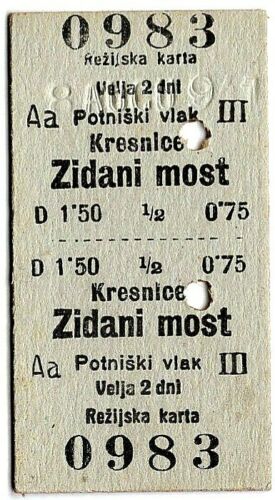 0983
Režijska karta
Velja 2 dni
Aa Potniški vlak III
Kresnice
Zidani most
D 1·50 ½ 0·75
D 1·50 ½ 0·75
Kresnice
Zidani most
Aa Potniški vlak III
Velja 2 dni
Režijska karta
0983